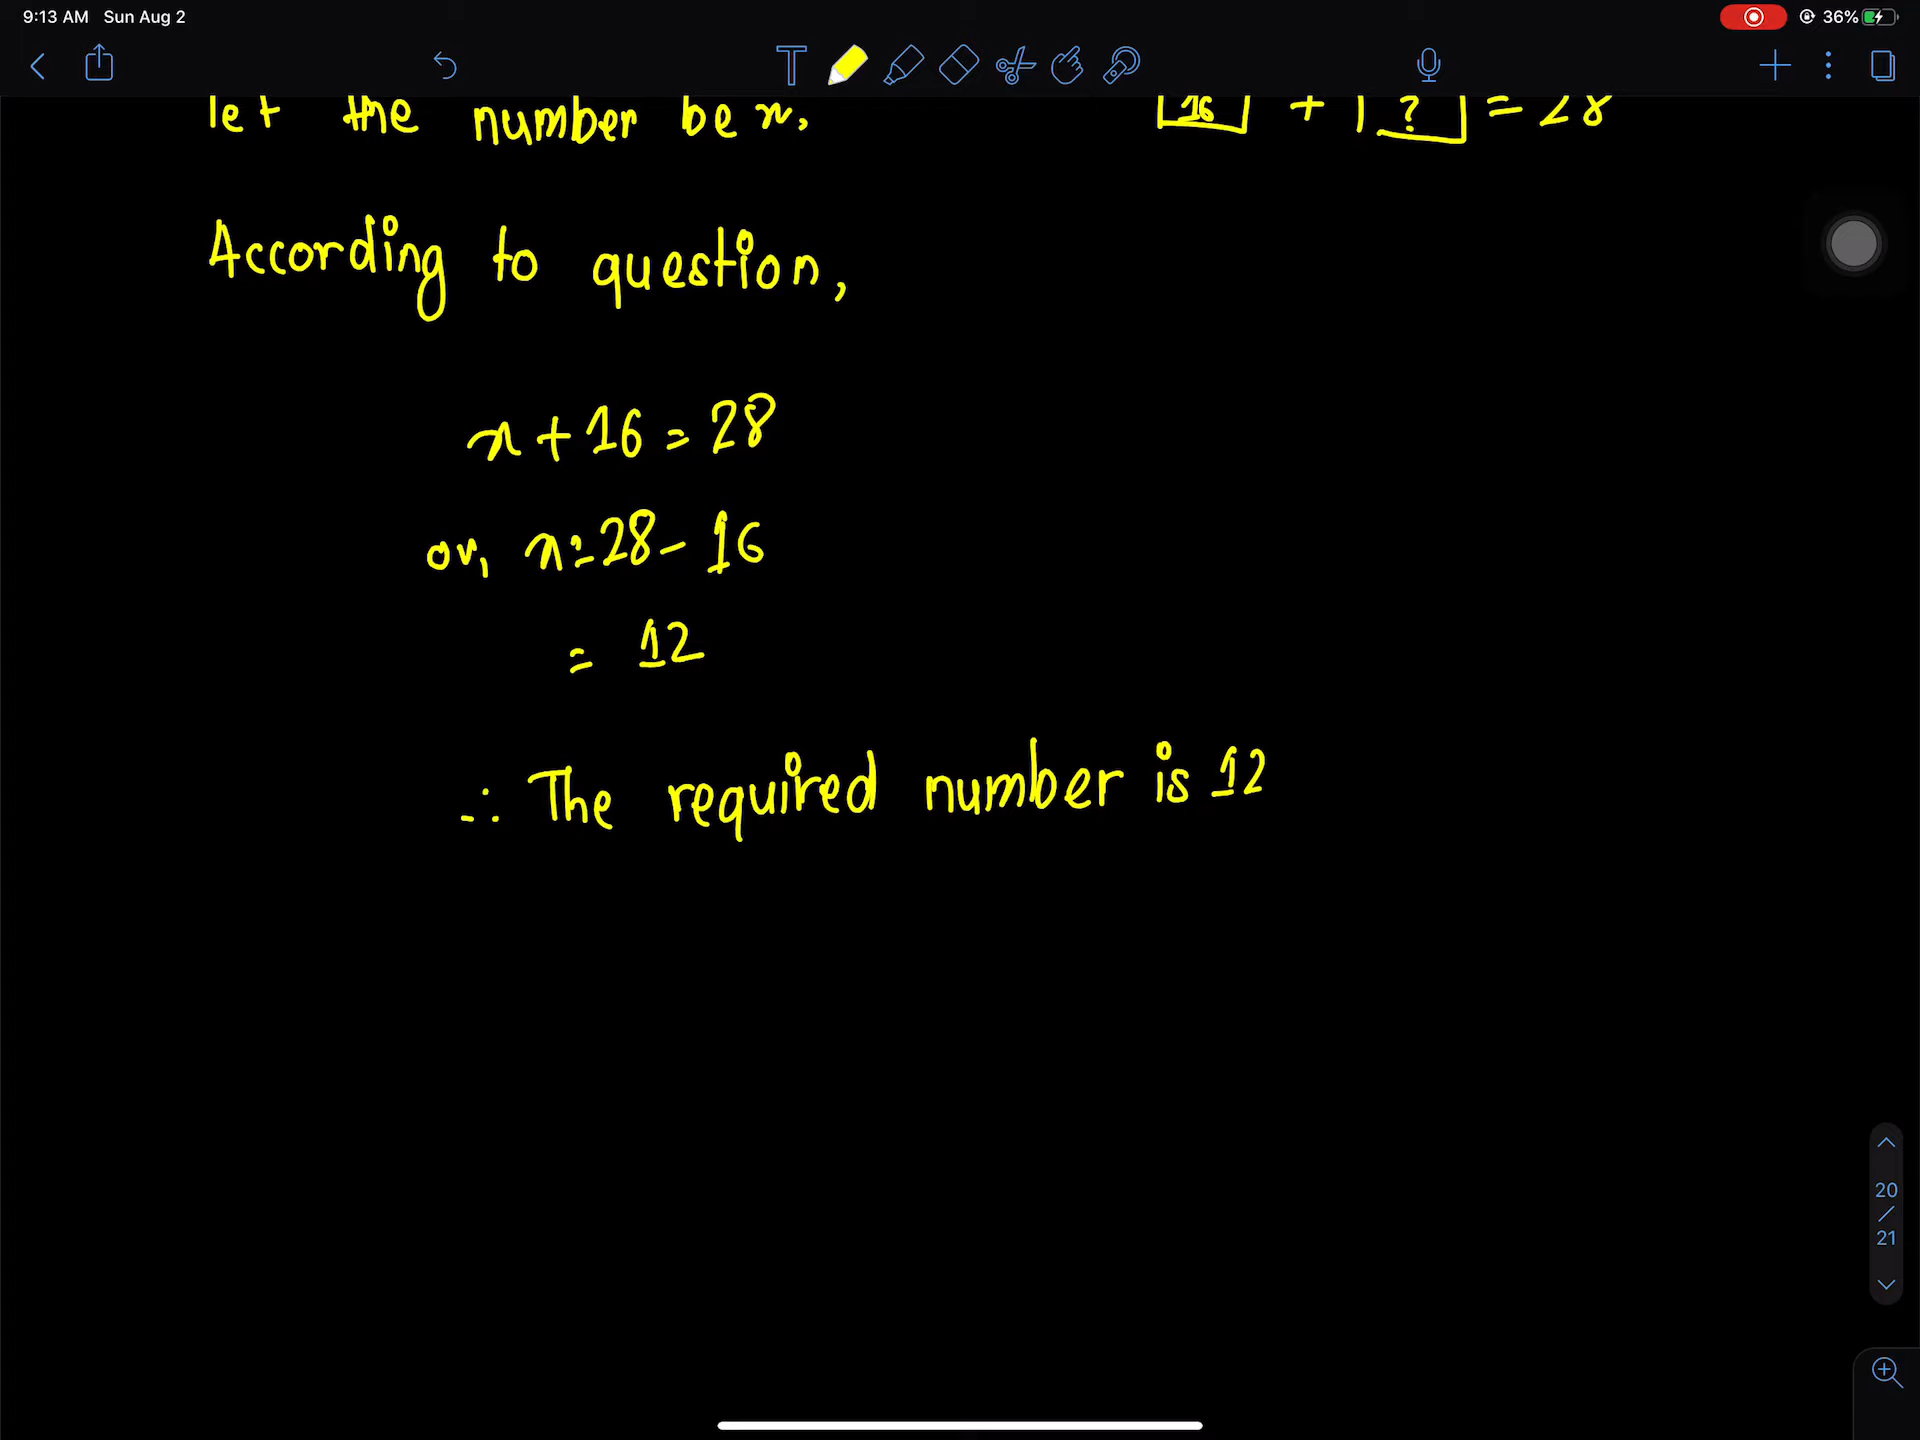 9:13 AM Sun Aug 2 36%
let the number be x,
16 + ? = 28
According to question,
x + 16 = 28
or, x = 28 - 16
= 12
∴ The required number is 12
20
/
21